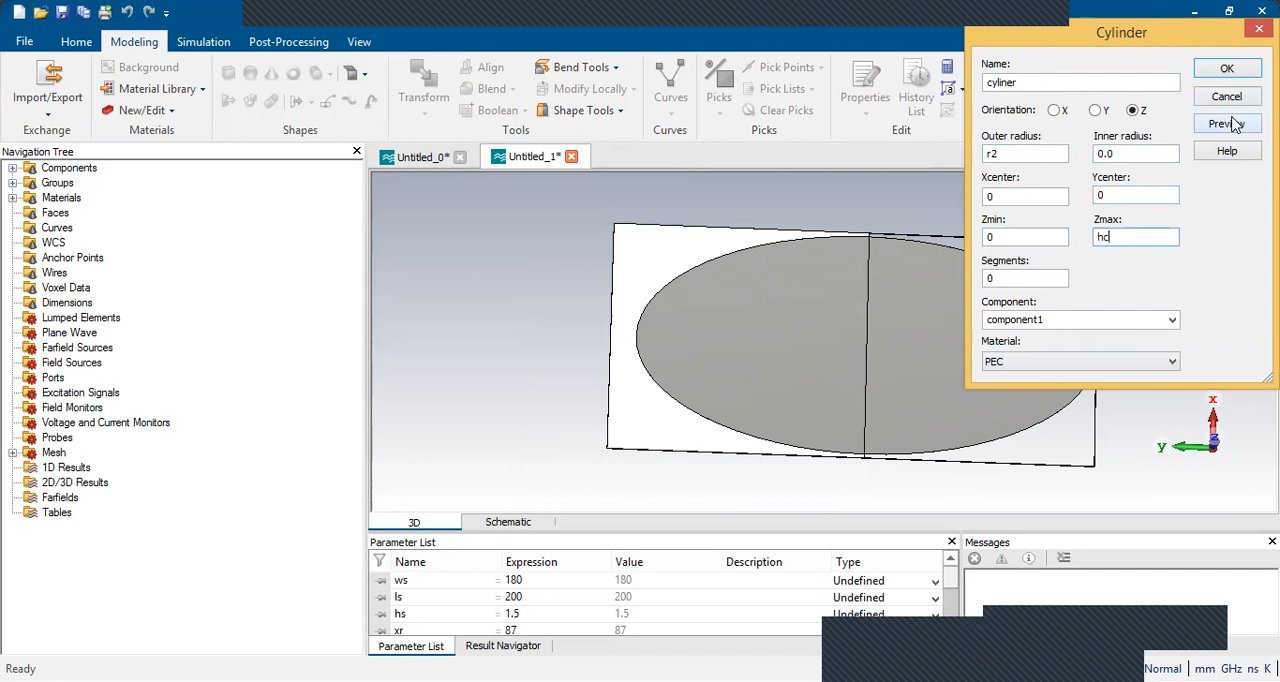 File Home Modeling Simulation Post-Processing View
Import/Export
Exchange
Background
Material Library
New/Edit
Materials
Shapes
Transform
Align
Blend
Boolean
Bend Tools
Modify Locally
Shape Tools
Tools
Curves
Curves
Picks
Pick Points
Pick Lists
Clear Picks
Picks
Properties
History
List
Edit
Navigation Tree
Components
Groups
Materials
Faces
Curves
WCS
Anchor Points
Wires
Voxel Data
Dimensions
Lumped Elements
Plane Wave
Farfield Sources
Field Sources
Ports
Excitation Signals
Field Monitors
Voltage and Current Monitors
Probes
Mesh
1D Results
2D/3D Results
Farfields
Tables
Untitled_0*
Untitled_1*
Cylinder
Name:
cyliner
OK
Cancel
Preview
Help
Orientation: X Y Z
Outer radius: Inner radius:
r2 0.0
Xcenter: Ycenter:
0 0
Zmin: Zmax:
0 hc
Segments:
0
Component:
component1
Material:
PEC
x
y
z
3D Schematic
Parameter List
Name Expression Value Description Type
ws = 180 180 Undefined
ls = 200 200 Undefined
hs = 1.5 1.5 Undefined
xr = 87 87
Parameter List Result Navigator
Messages
Ready
Normal mm GHz ns K